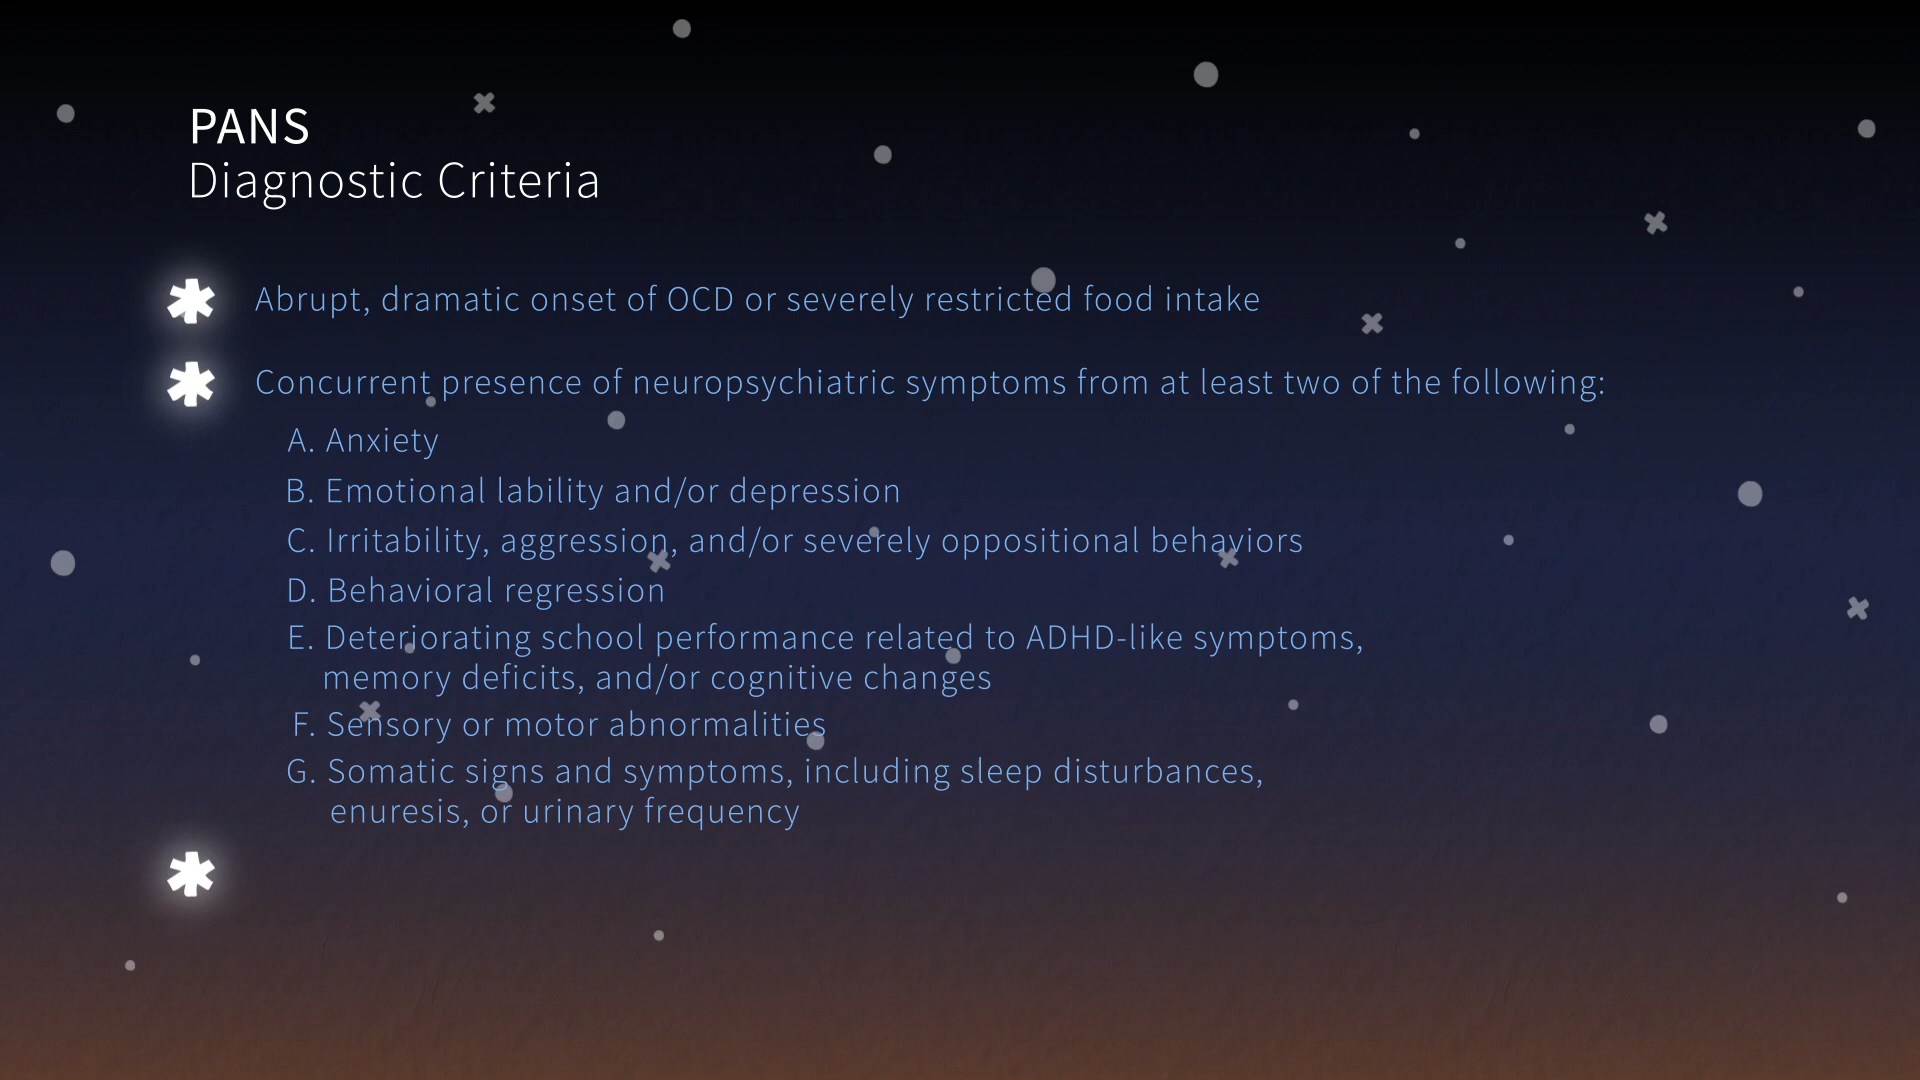 PANS
Diagnostic Criteria
Abrupt, dramatic onset of OCD or severely restricted food intake
Concurrent presence of neuropsychiatric symptoms from at least two of the following:
A. Anxiety
B. Emotional lability and/or depression
C. Irritability, aggression, and/or severely oppositional behaviors
D. Behavioral regression
E. Deteriorating school performance related to ADHD-like symptoms,
memory deficits, and/or cognitive changes
F. Sensory or motor abnormalities
G. Somatic signs and symptoms, including sleep disturbances,
enuresis, or urinary frequency